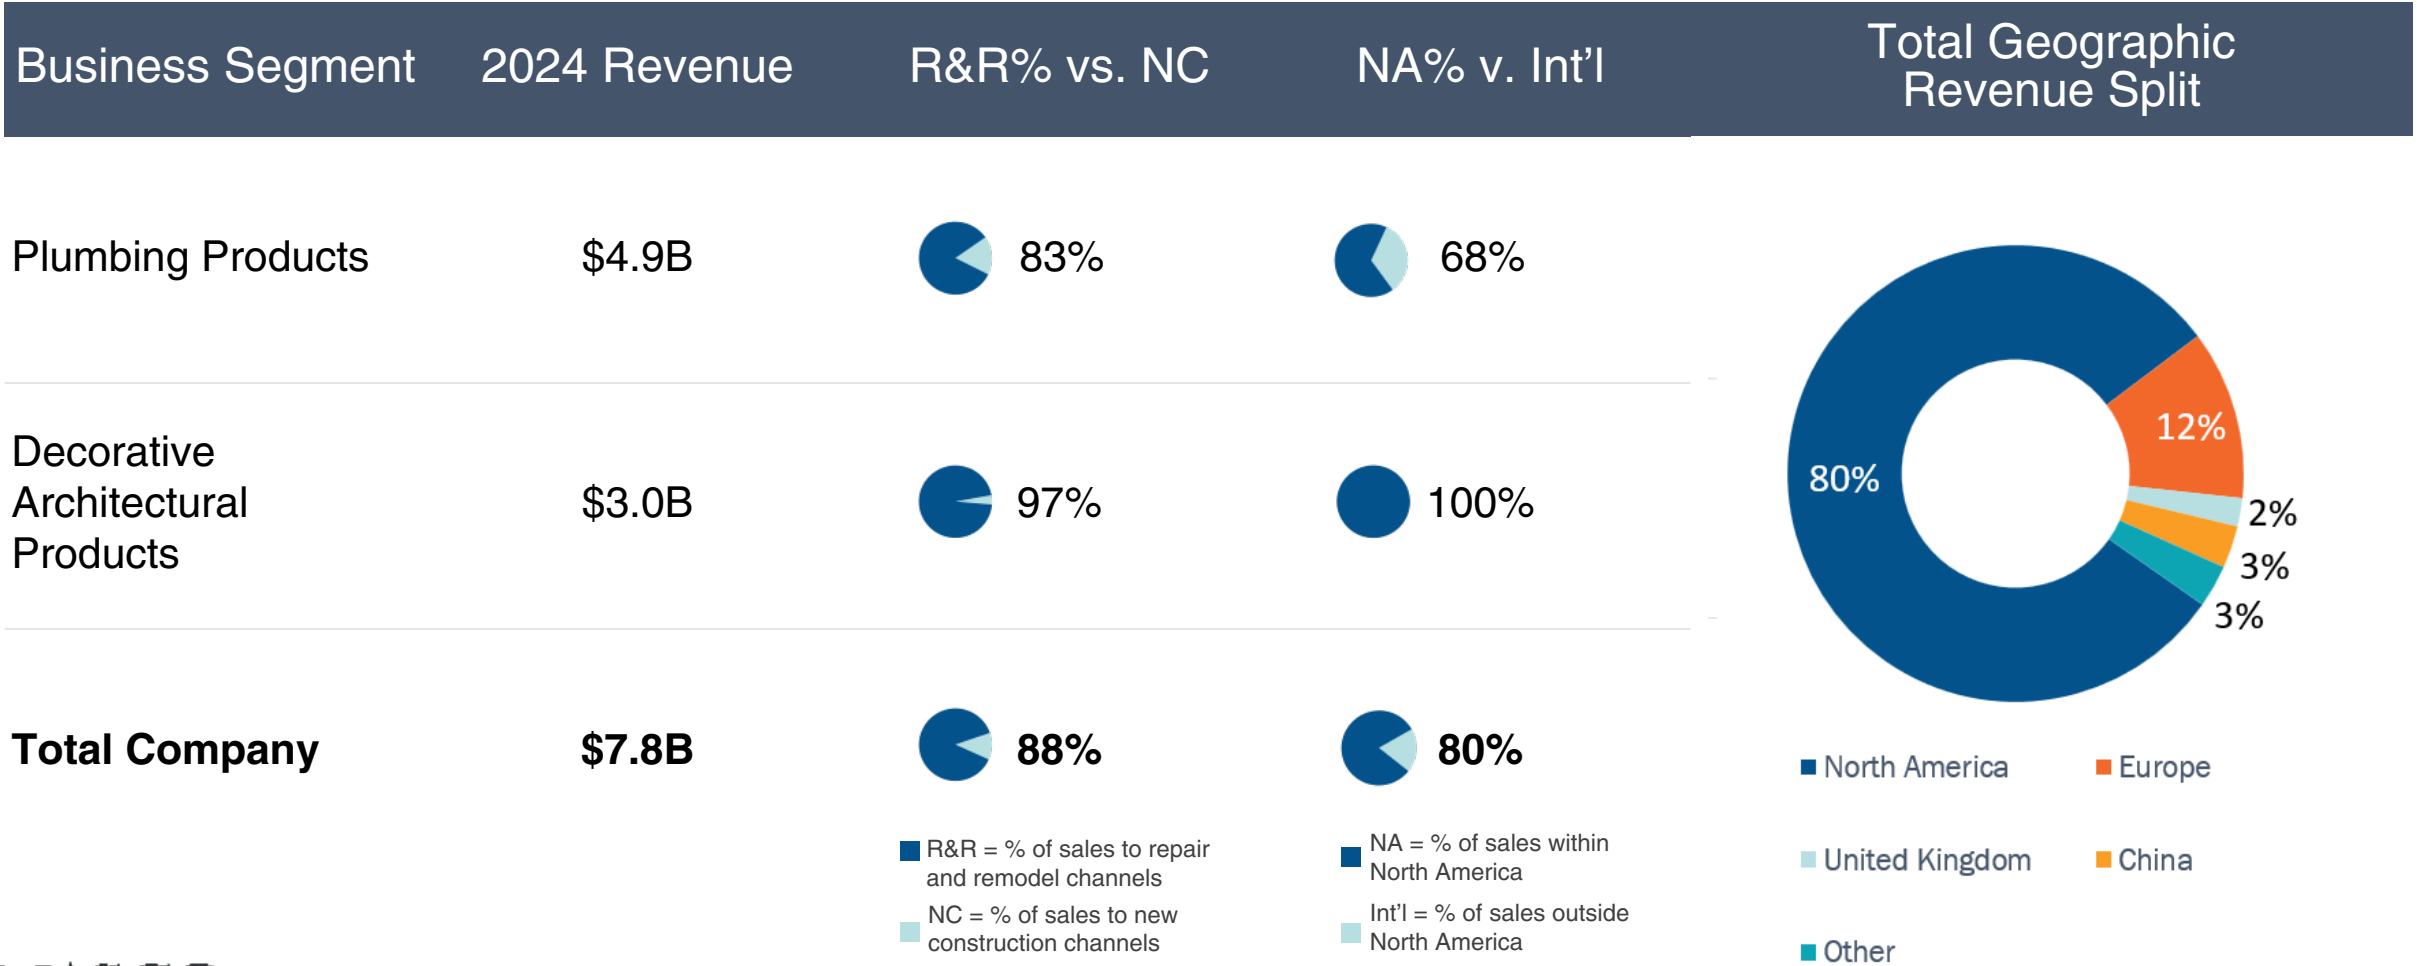 Business Segment
2024 Revenue
R&R% vs. NC
NA% v. Int'l
Total Geographic
Revenue Split
Plumbing Products
$4.9B
83%
68%
Decorative
Architectural
Products
$3.0B
97%
100%
Total Company
$7.8B
88%
80%
R&R = % of sales to repair
and remodel channels
NC = % of sales to new
construction channels
NA = % of sales within
North America
Int'l = % of sales outside
North America
80%
12%
2%
3%
3%
North America
Europe
United Kingdom
China
Other